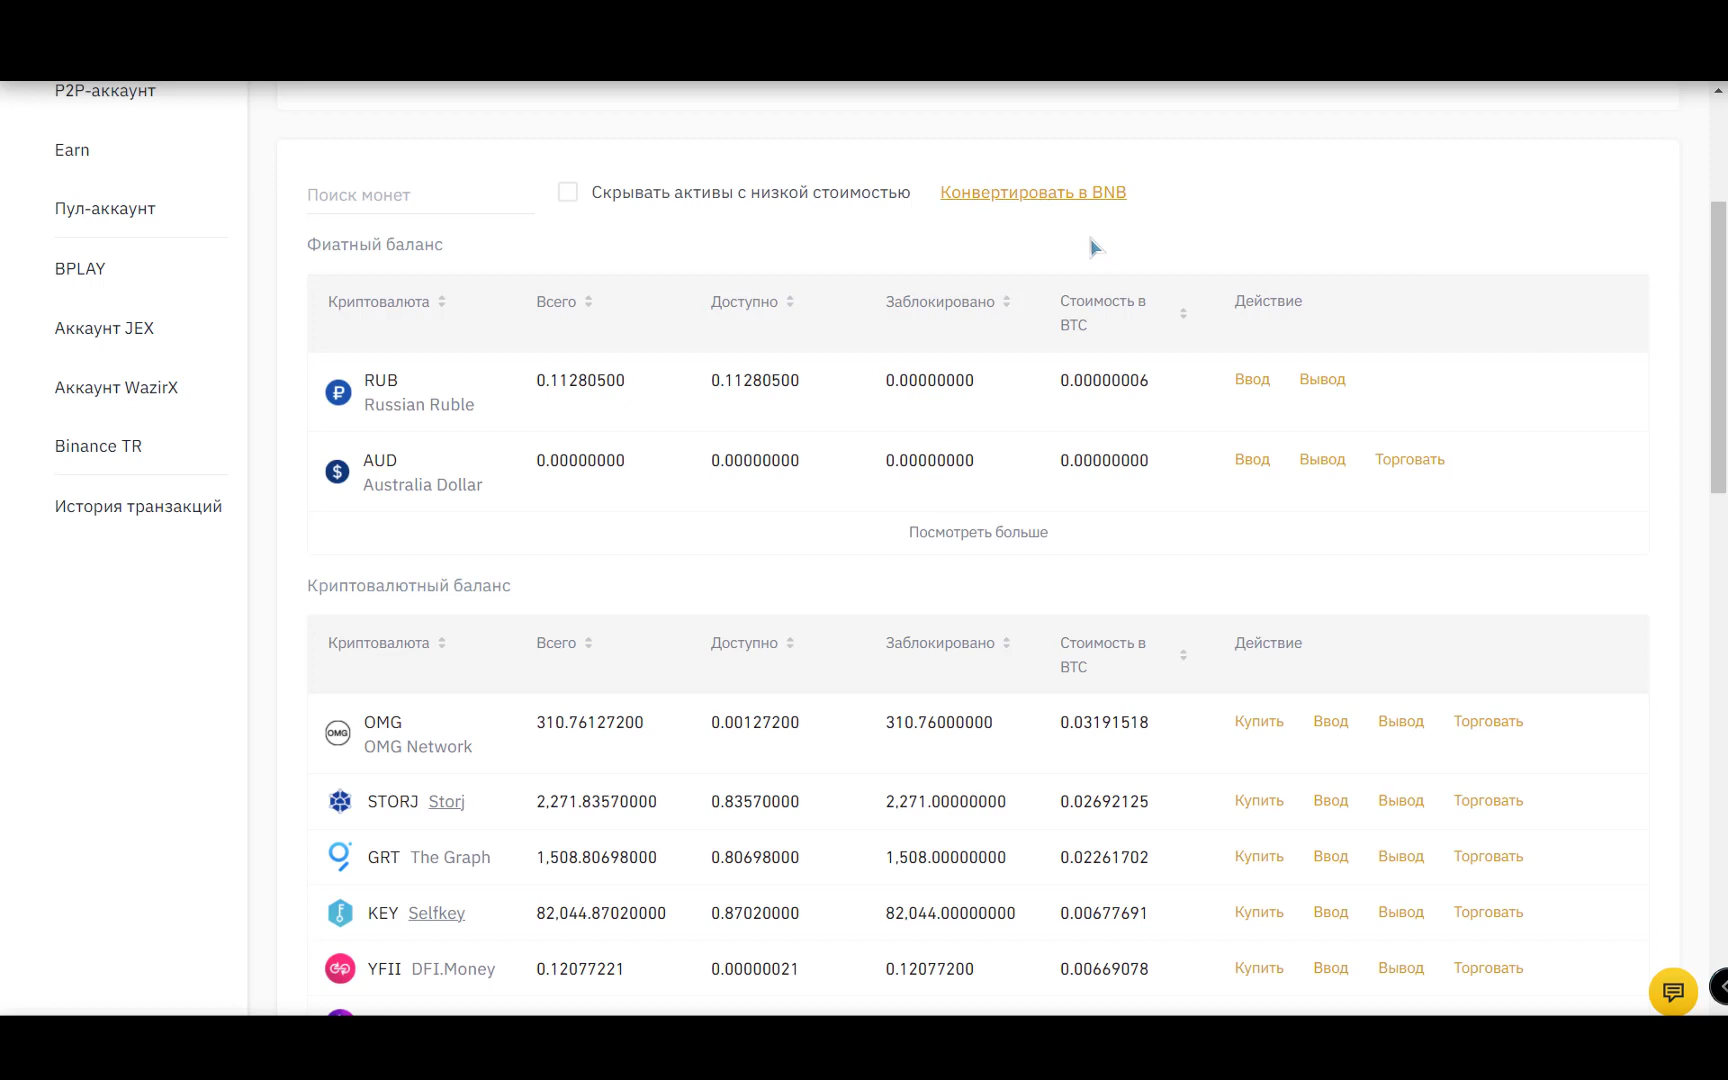 P2P-аккаунт
Earn
Пул-аккаунт
BPLAY
Аккаунт JEX
Аккаунт WazirX
Binance TR
История транзакций
Поиск монет
Скрывать активы с низкой стоимостью Конвертировать в BNB
Фиатный баланс
Криптовалюта Всего Доступно Заблокировано Стоимость в BTC Действие
RUB 0.11280500 0.11280500 0.00000000 0.00000006 Ввод Вывод
Russian Ruble
AUD 0.00000000 0.00000000 0.00000000 0.00000000 Ввод Вывод Торговать
Australia Dollar
Посмотреть больше
Криптовалютный баланс
Криптовалюта Всего Доступно Заблокировано Стоимость в BTC Действие
OMG 310.76127200 0.00127200 310.76000000 0.03191518 Купить Ввод Вывод Торговать
OMG Network
STORJ Storj 2,271.83570000 0.83570000 2,271.00000000 0.02692125 Купить Ввод Вывод Торговать
GRT The Graph 1,508.80698000 0.80698000 1,508.00000000 0.02261702 Купить Ввод Вывод Торговать
KEY Selfkey 82,044.87020000 0.87020000 82,044.00000000 0.00677691 Купить Ввод Вывод Торговать
YFII DFI.Money 0.12077221 0.00000021 0.12077200 0.00669078 Купить Ввод Вывод Торговать